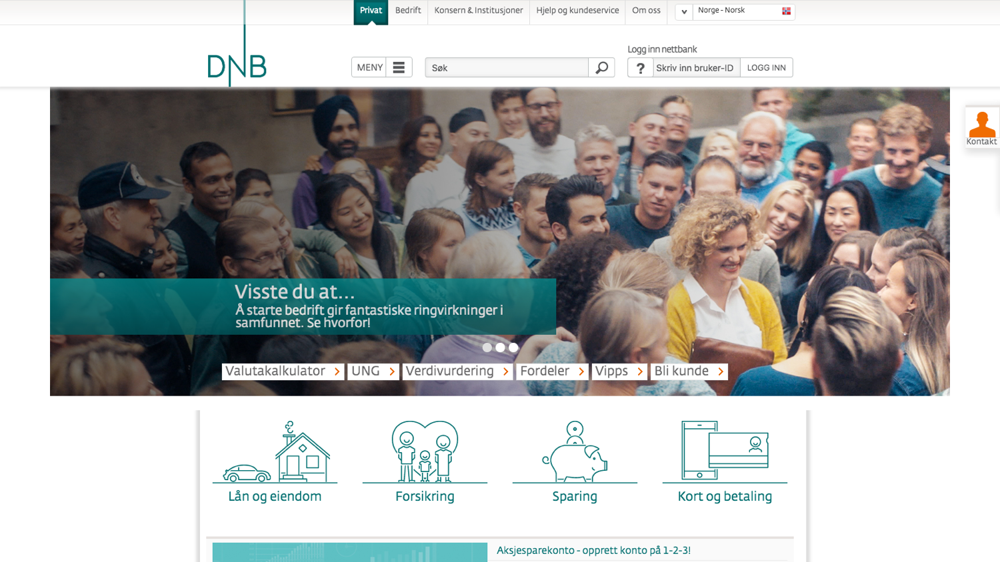 Privat
Bedrift
Konsern & Institusjoner
Hjelp og kundeservice
Om oss
Norge - Norsk
DNB
MENY
Søk
Logg inn nettbank
?
Skriv inn bruker-ID
LOGG INN
Kontakt
Visste du at...
Å starte bedrift gir fantastiske ringvirkninger i
samfunnet. Se hvorfor!
Valutakalkulator
UNG
Verdivurdering
Fordeler
Vipps
Bli kunde
Lån og eiendom
Forsikring
Sparing
Kort og betaling
Aksjesparekonto - opprett konto på 1-2-3!